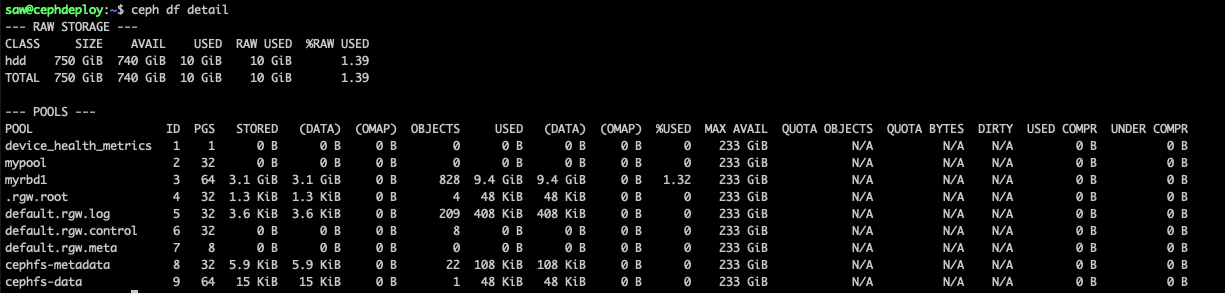 saw@cephdeploy:~$ ceph df detail
--- RAW STORAGE ---
CLASS     SIZE    AVAIL    USED  RAW USED  %RAW USED
hdd    750 GiB  740 GiB  10 GiB    10 GiB       1.39
TOTAL  750 GiB  740 GiB  10 GiB    10 GiB       1.39

--- POOLS ---
POOL                   ID  PGS   STORED   (DATA)  (OMAP)  OBJECTS     USED   (DATA)  (OMAP)  %USED  MAX AVAIL  QUOTA OBJECTS  QUOTA BYTES  DIRTY  USED COMPR  UNDER COMPR
device_health_metrics   1    1      0 B      0 B     0 B        0      0 B      0 B     0 B      0    233 GiB            N/A          N/A    N/A         0 B          0 B
mypool                  2   32      0 B      0 B     0 B        0      0 B      0 B     0 B      0    233 GiB            N/A          N/A    N/A         0 B          0 B
myrbd1                  3   64  3.1 GiB  3.1 GiB     0 B      828  9.4 GiB  9.4 GiB     0 B   1.32    233 GiB            N/A          N/A    N/A         0 B          0 B
.rgw.root               4   32  1.3 KiB  1.3 KiB     0 B        4   48 KiB   48 KiB     0 B      0    233 GiB            N/A          N/A    N/A         0 B          0 B
default.rgw.log         5   32  3.6 KiB  3.6 KiB     0 B      209  408 KiB  408 KiB     0 B      0    233 GiB            N/A          N/A    N/A         0 B          0 B
default.rgw.control     6   32      0 B      0 B     0 B        8      0 B      0 B     0 B      0    233 GiB            N/A          N/A    N/A         0 B          0 B
default.rgw.meta        7    8      0 B      0 B     0 B        0      0 B      0 B     0 B      0    233 GiB            N/A          N/A    N/A         0 B          0 B
cephfs-metadata         8   32  5.9 KiB  5.9 KiB     0 B       22  108 KiB  108 KiB     0 B      0    233 GiB            N/A          N/A    N/A         0 B          0 B
cephfs-data             9   64   15 KiB   15 KiB     0 B        1   48 KiB   48 KiB     0 B      0    233 GiB            N/A          N/A    N/A         0 B          0 B